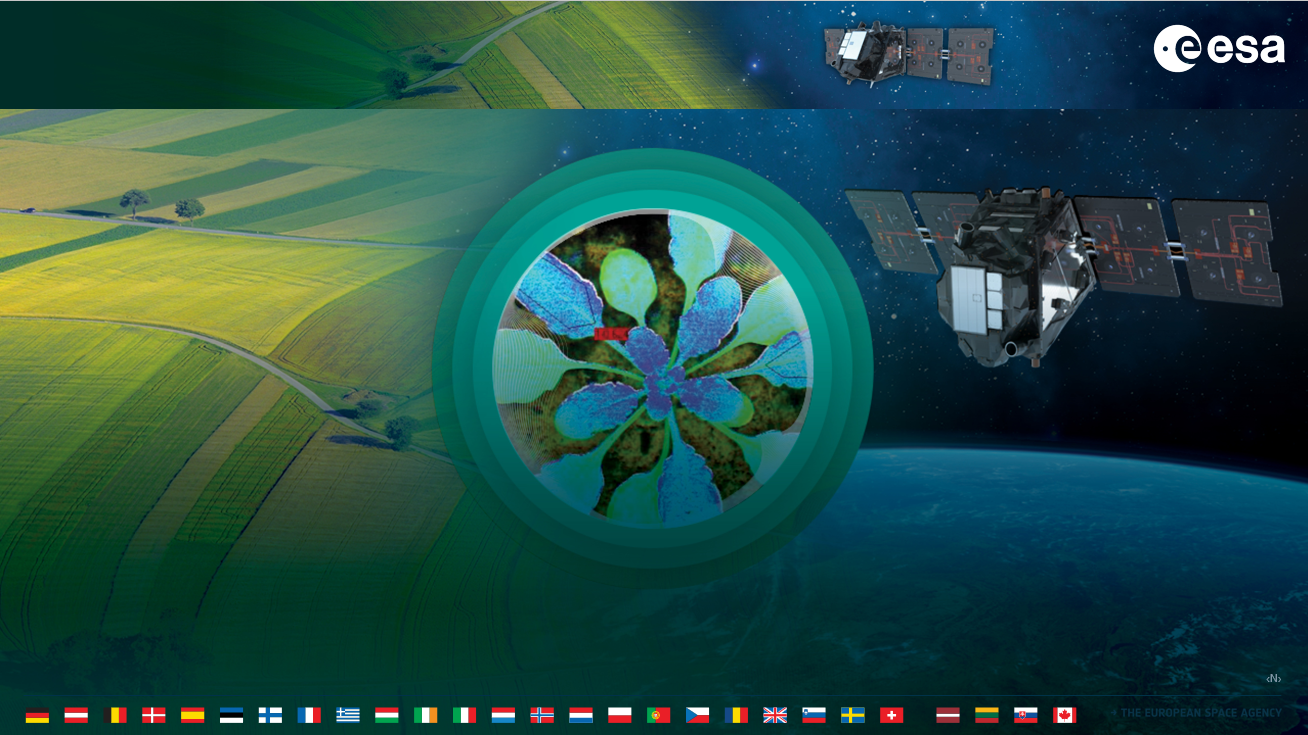 esa
‹N›
THE EUROPEAN SPACE AGENCY